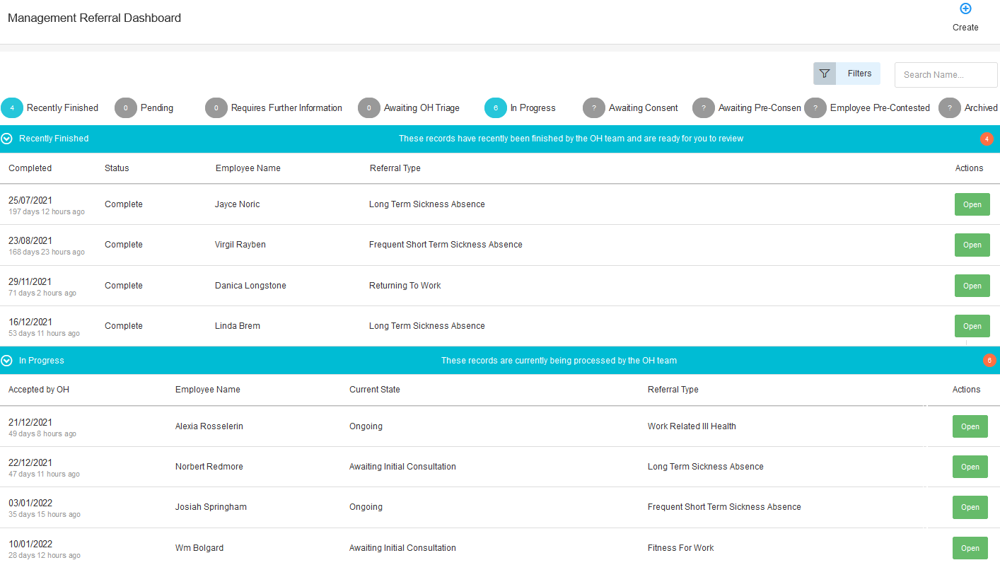 Management Referral Dashboard
Create
Filters
Search Name...
4 Recently Finished 0 Pending 0 Requires Further Information 0 Awaiting OH Triage 6 In Progress ? Awaiting Consent ? Awaiting Pre-Consen ? Employee Pre-Contested ? Archived
Recently Finished These records have recently been finished by the OH team and are ready for you to review 4
Completed Status Employee Name Referral Type Actions
25/07/2021
197 days 12 hours ago
Complete Jayce Noric Long Term Sickness Absence Open
23/08/2021
168 days 23 hours ago
Complete Virgil Rayben Frequent Short Term Sickness Absence Open
29/11/2021
71 days 2 hours ago
Complete Danica Longstone Returning To Work Open
16/12/2021
53 days 11 hours ago
Complete Linda Brem Long Term Sickness Absence Open
In Progress These records are currently being processed by the OH team 6
Accepted by OH Employee Name Current State Referral Type Actions
21/12/2021
49 days 8 hours ago
Alexia Rosselerin Ongoing Work Related Ill Health Open
22/12/2021
47 days 11 hours ago
Norbert Redmore Awaiting Initial Consultation Long Term Sickness Absence Open
03/01/2022
35 days 15 hours ago
Josiah Springham Ongoing Frequent Short Term Sickness Absence Open
10/01/2022
28 days 12 hours ago
Wm Bolgard Awaiting Initial Consultation Fitness For Work Open